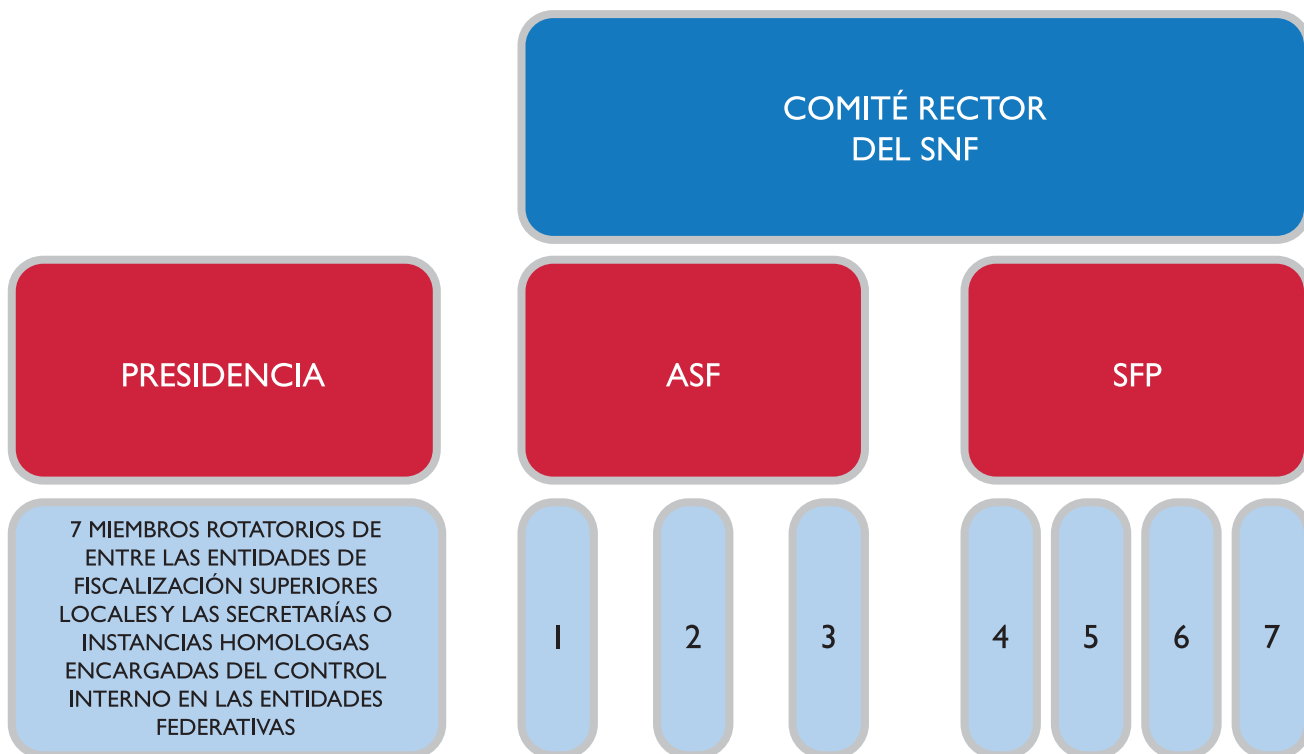 COMITÉ RECTOR
DEL SNF
PRESIDENCIA
ASF
SFP
7 MIEMBROS ROTATORIOS DE
ENTRE LAS ENTIDADES DE
FISCALIZACIÓN SUPERIORES
LOCALES Y LAS SECRETARÍAS O
INSTANCIAS HOMOLOGAS
ENCARGADAS DEL CONTROL
INTERNO EN LAS ENTIDADES
FEDERATIVAS
1
2
3
4
5
6
7